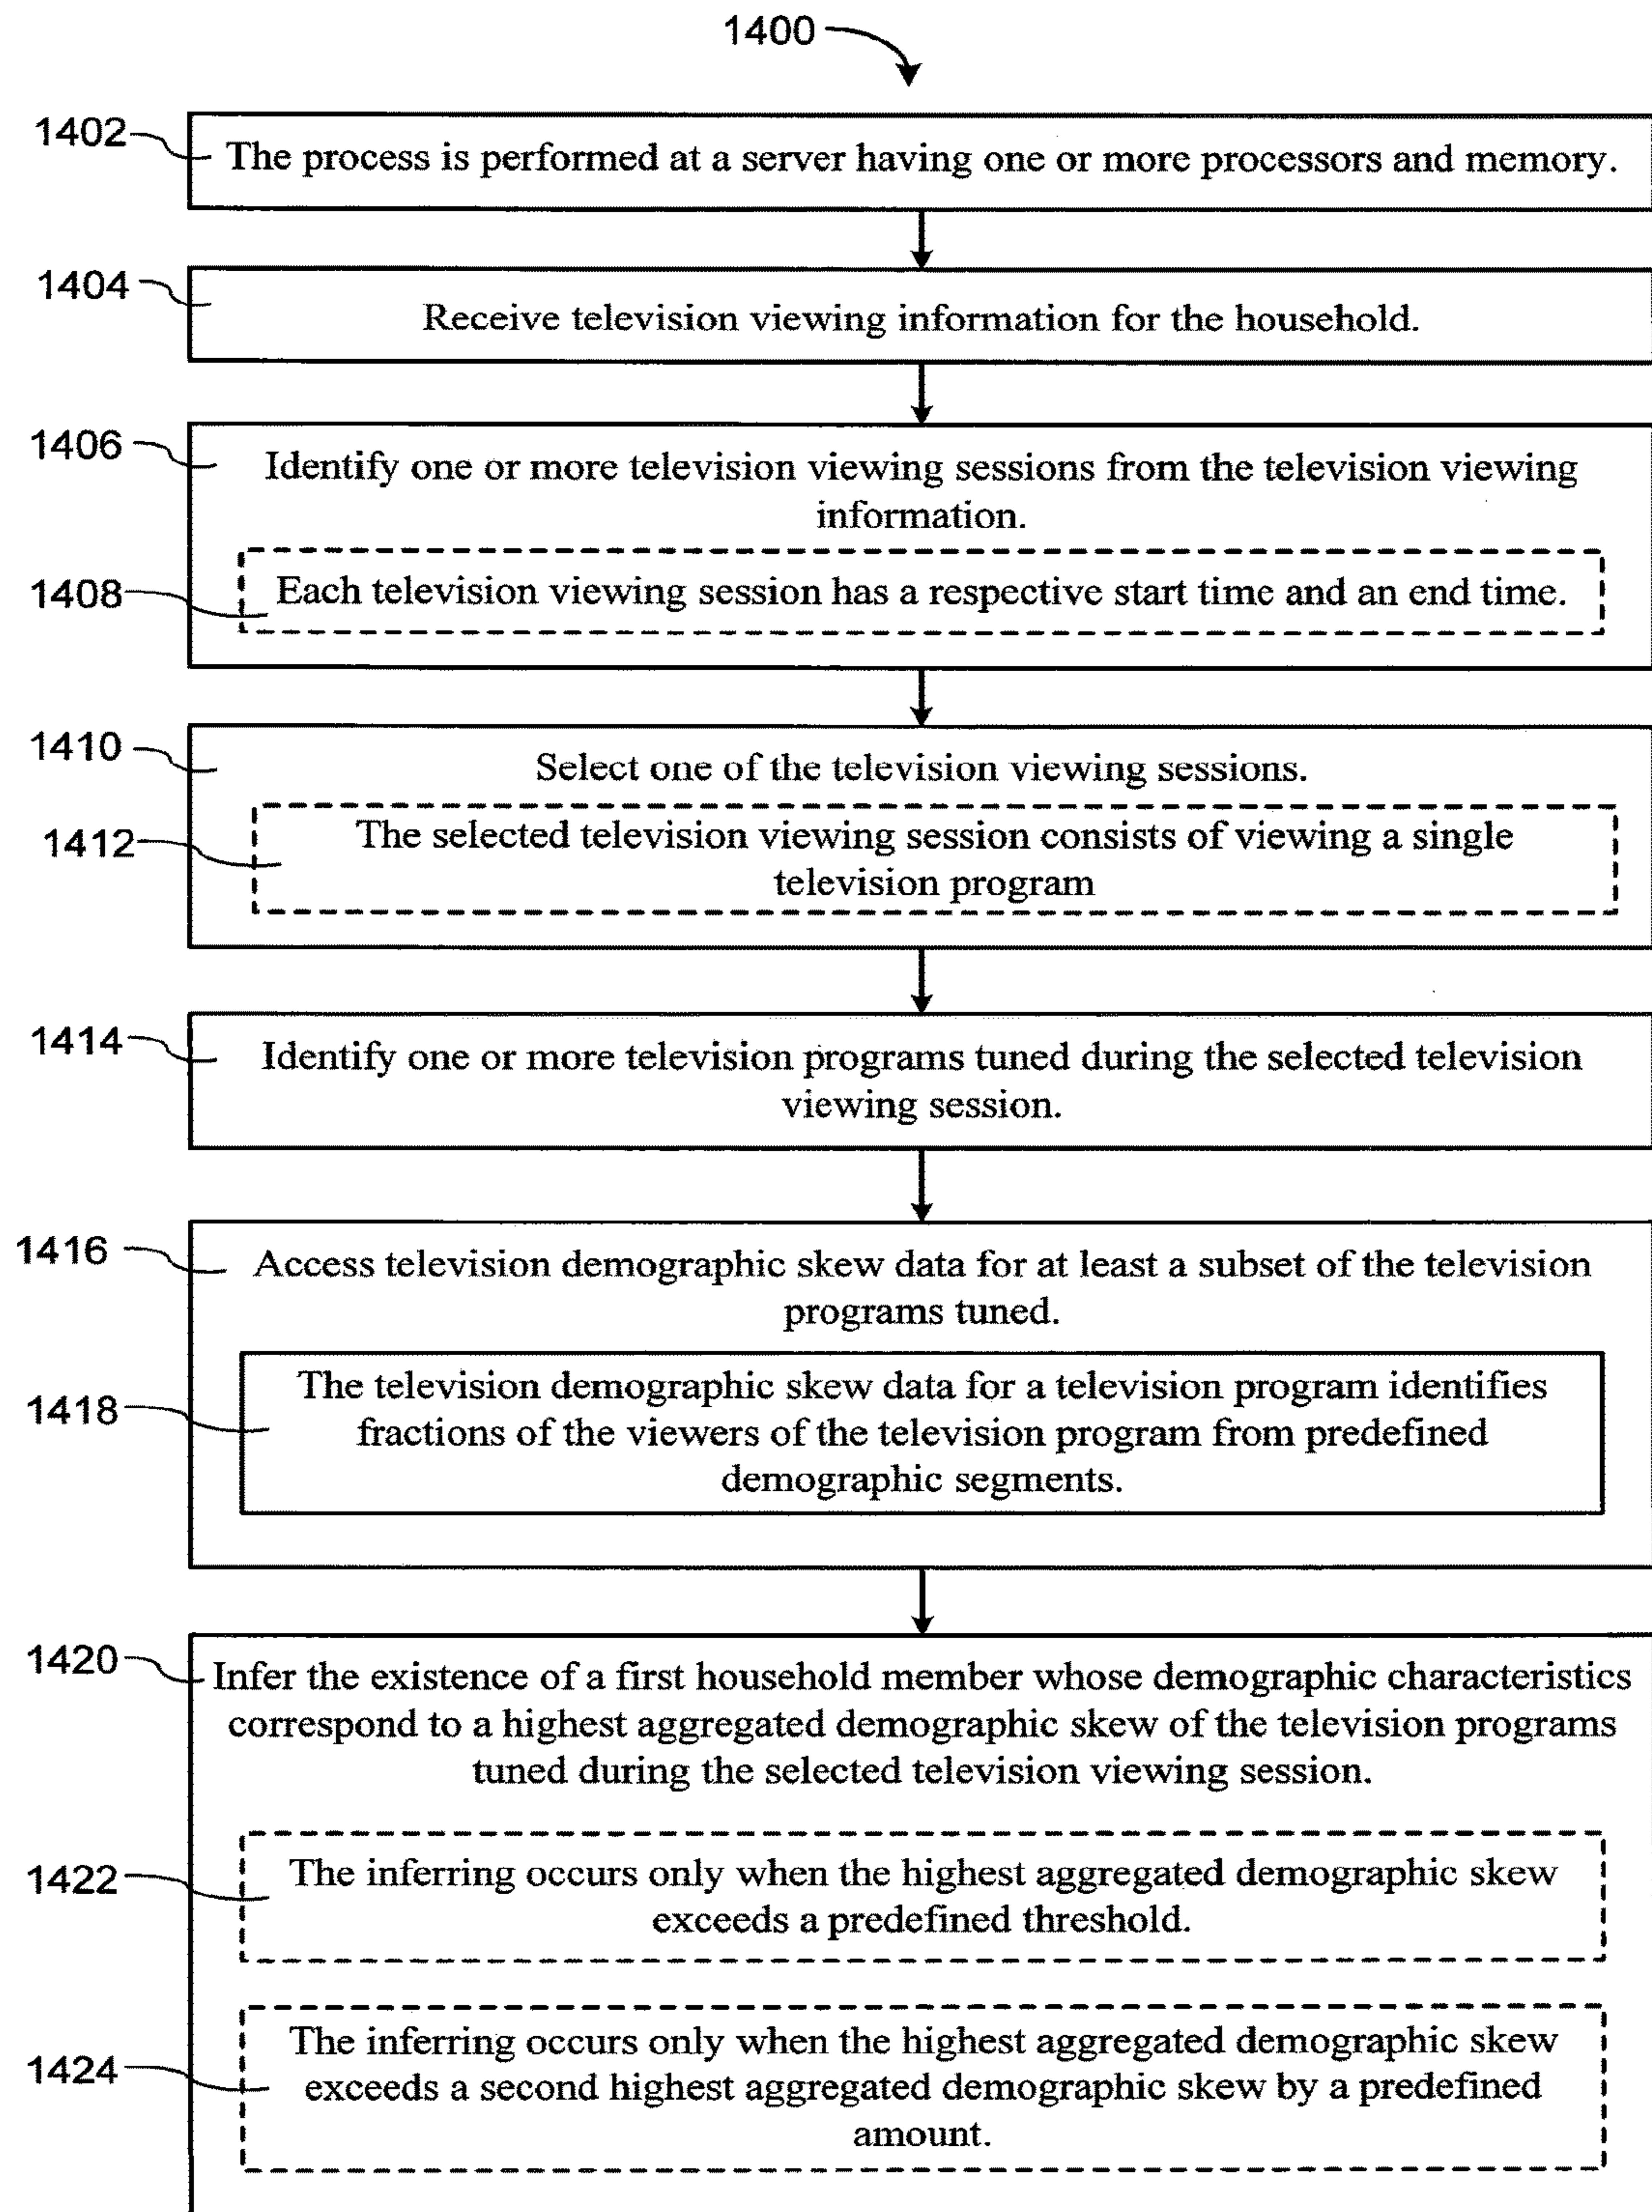 1400
1402
The process is performed at a server having one or more processors and memory.
1404
Receive television viewing information for the household.
1406
Identify one or more television viewing sessions from the television viewing
information.
1408
Each television viewing session has a respective start time and an end time.
1410
Select one of the television viewing sessions.
1412
The selected television viewing session consists of viewing a single
television program
1414
Identify one or more television programs tuned during the selected television
viewing session.
1416
Access television demographic skew data for at least a subset of the television
programs tuned.
1418
The television demographic skew data for a television program identifies
fractions of the viewers of the television program from predefined
demographic segments.
1420
Infer the existence of a first household member whose demographic characteristics
correspond to a highest aggregated demographic skew of the television programs
tuned during the selected television viewing session.
1422
The inferring occurs only when the highest aggregated demographic skew
exceeds a predefined threshold.
1424
The inferring occurs only when the highest aggregated demographic skew
exceeds a second highest aggregated demographic skew by a predefined
amount.